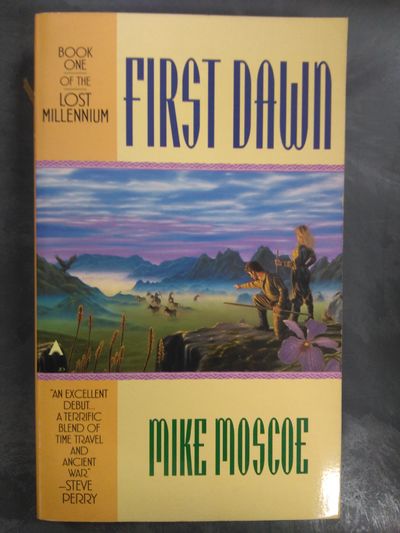 BOOK
ONE
OF THE
LOST
MILLENNIUM
FIRST DAWN
"AN EXCELLENT
DEBUT...
A TERRIFIC
BLEND OF
TIME TRAVEL
AND
ANCIENT
WAR."
—STEVE
PERRY
MIKE MOSCOE